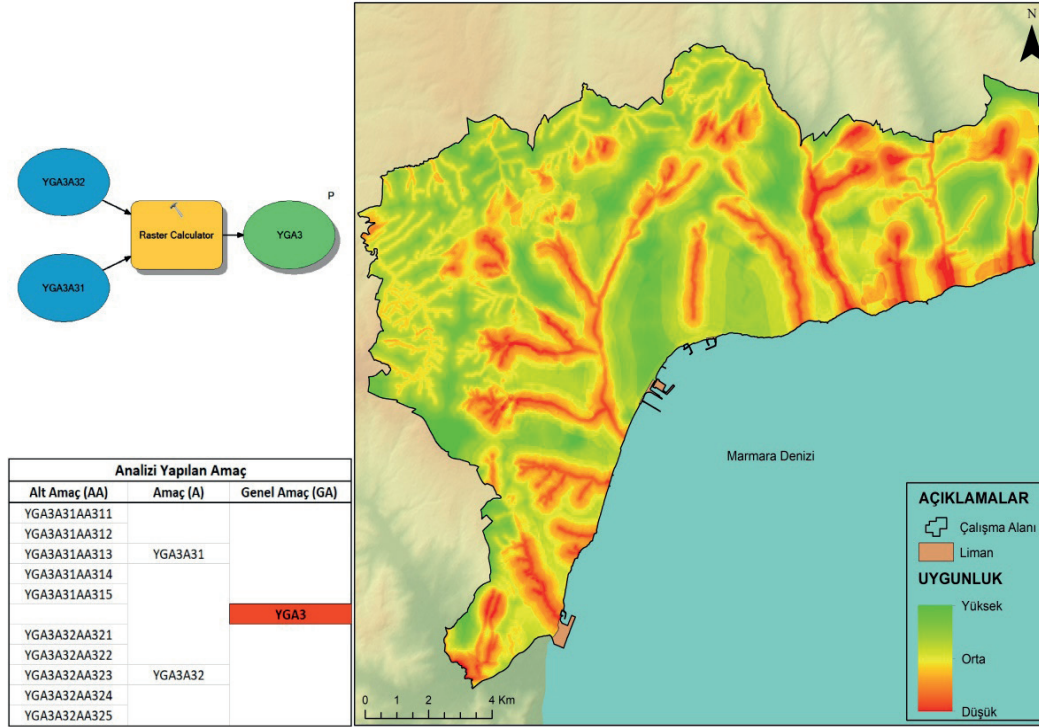 YGA3A32
YGA3A31
Raster Calculator
P
YGA3
Analizi Yapılan Amaç
Alt Amaç (AA) Amaç (A) Genel Amaç (GA)
YGA3A31AA311
YGA3A31AA312
YGA3A31AA313 YGA3A31
YGA3A31AA314
YGA3A31AA315
YGA3
YGA3A32AA321
YGA3A32AA322
YGA3A32AA323 YGA3A32
YGA3A32AA324
YGA3A32AA325
N
Marmara Denizi
0 1 2 4 Km
AÇIKLAMALAR
Çalışma Alanı
Liman
UYGUNLUK
Yüksek
Orta
Düşük